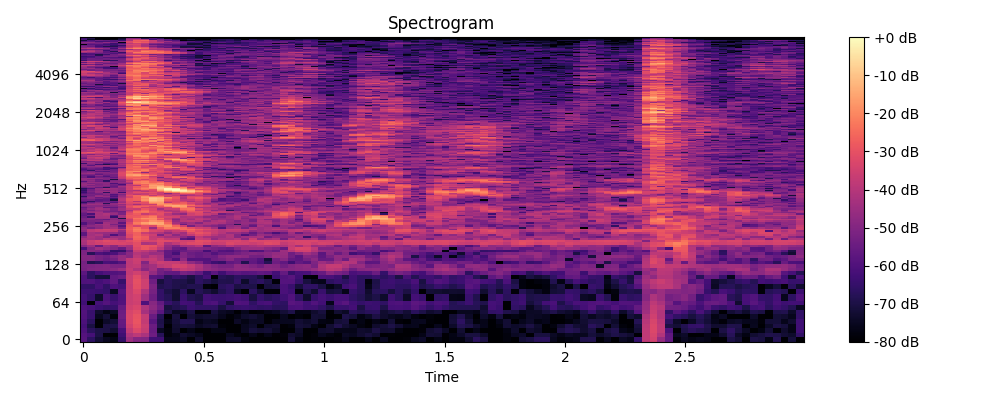 Spectrogram
+0 dB
4096
-10 dB
2048
-20 dB
1024
-30 dB
Hz
512
-40 dB
256
-50 dB
128
-60 dB
64
-70 dB
0
-80 dB
0 0.5 1 1.5 2 2.5
Time